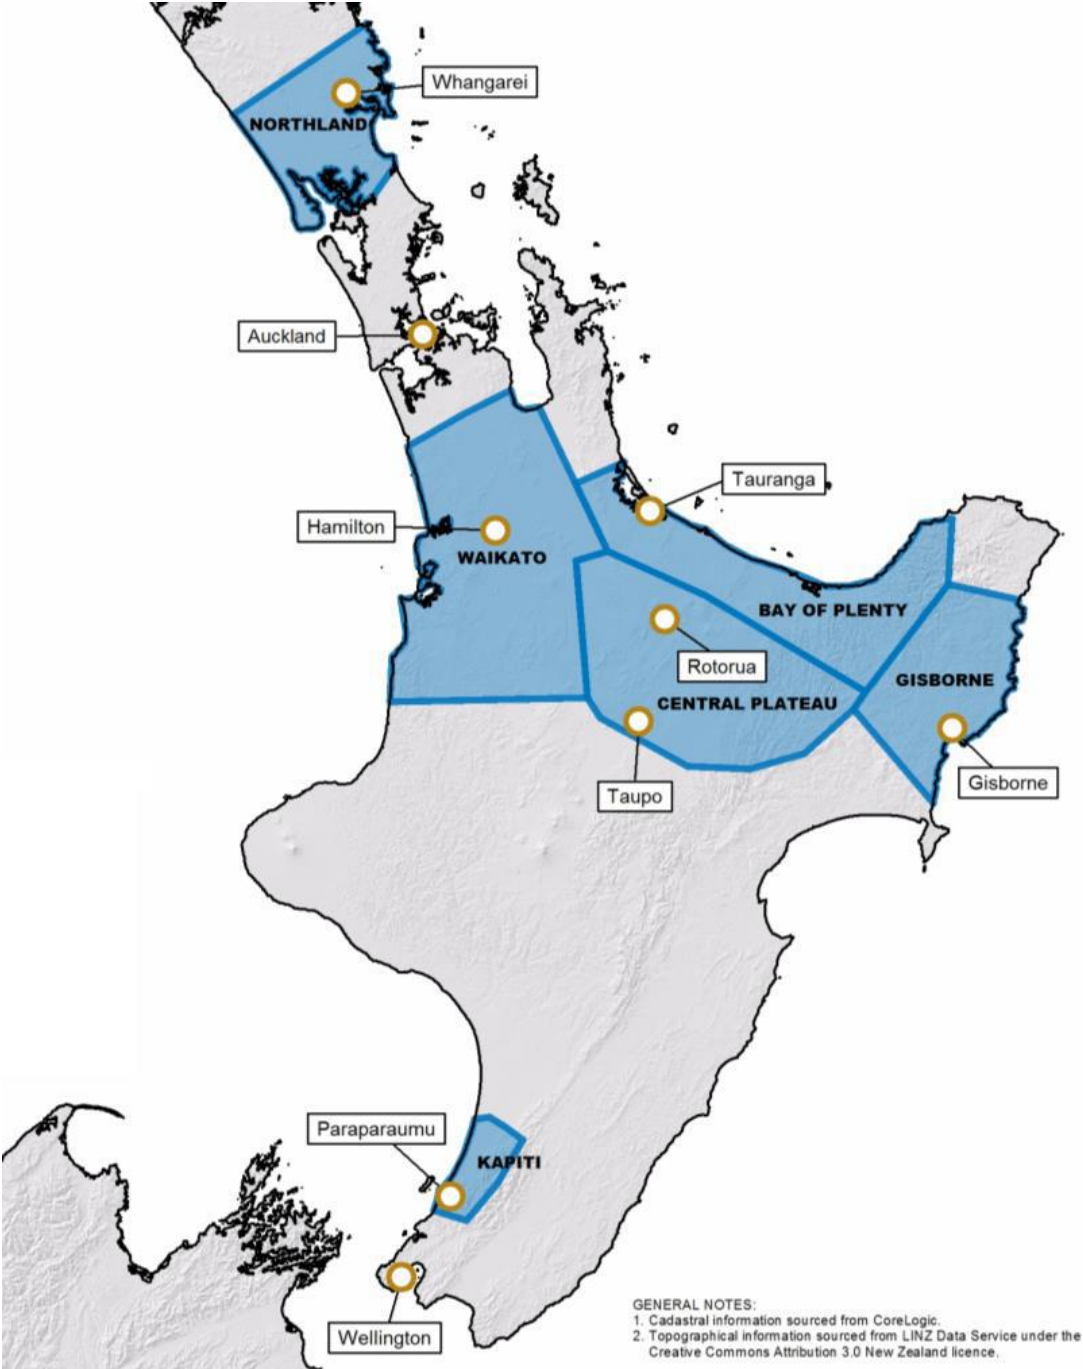 Whangarei
NORTHLAND
Auckland
Tauranga
Hamilton
WAIKATO
BAY OF PLENTY
Rotorua
GISBORNE
CENTRAL PLATEAU
Gisborne
Taupo
Paraparaumu
KAPITI
Wellington
GENERAL NOTES:
1. Cadastral information sourced from CoreLogic.
2. Topographical information sourced from LINZ Data Service under the
Creative Commons Attribution 3.0 New Zealand licence.